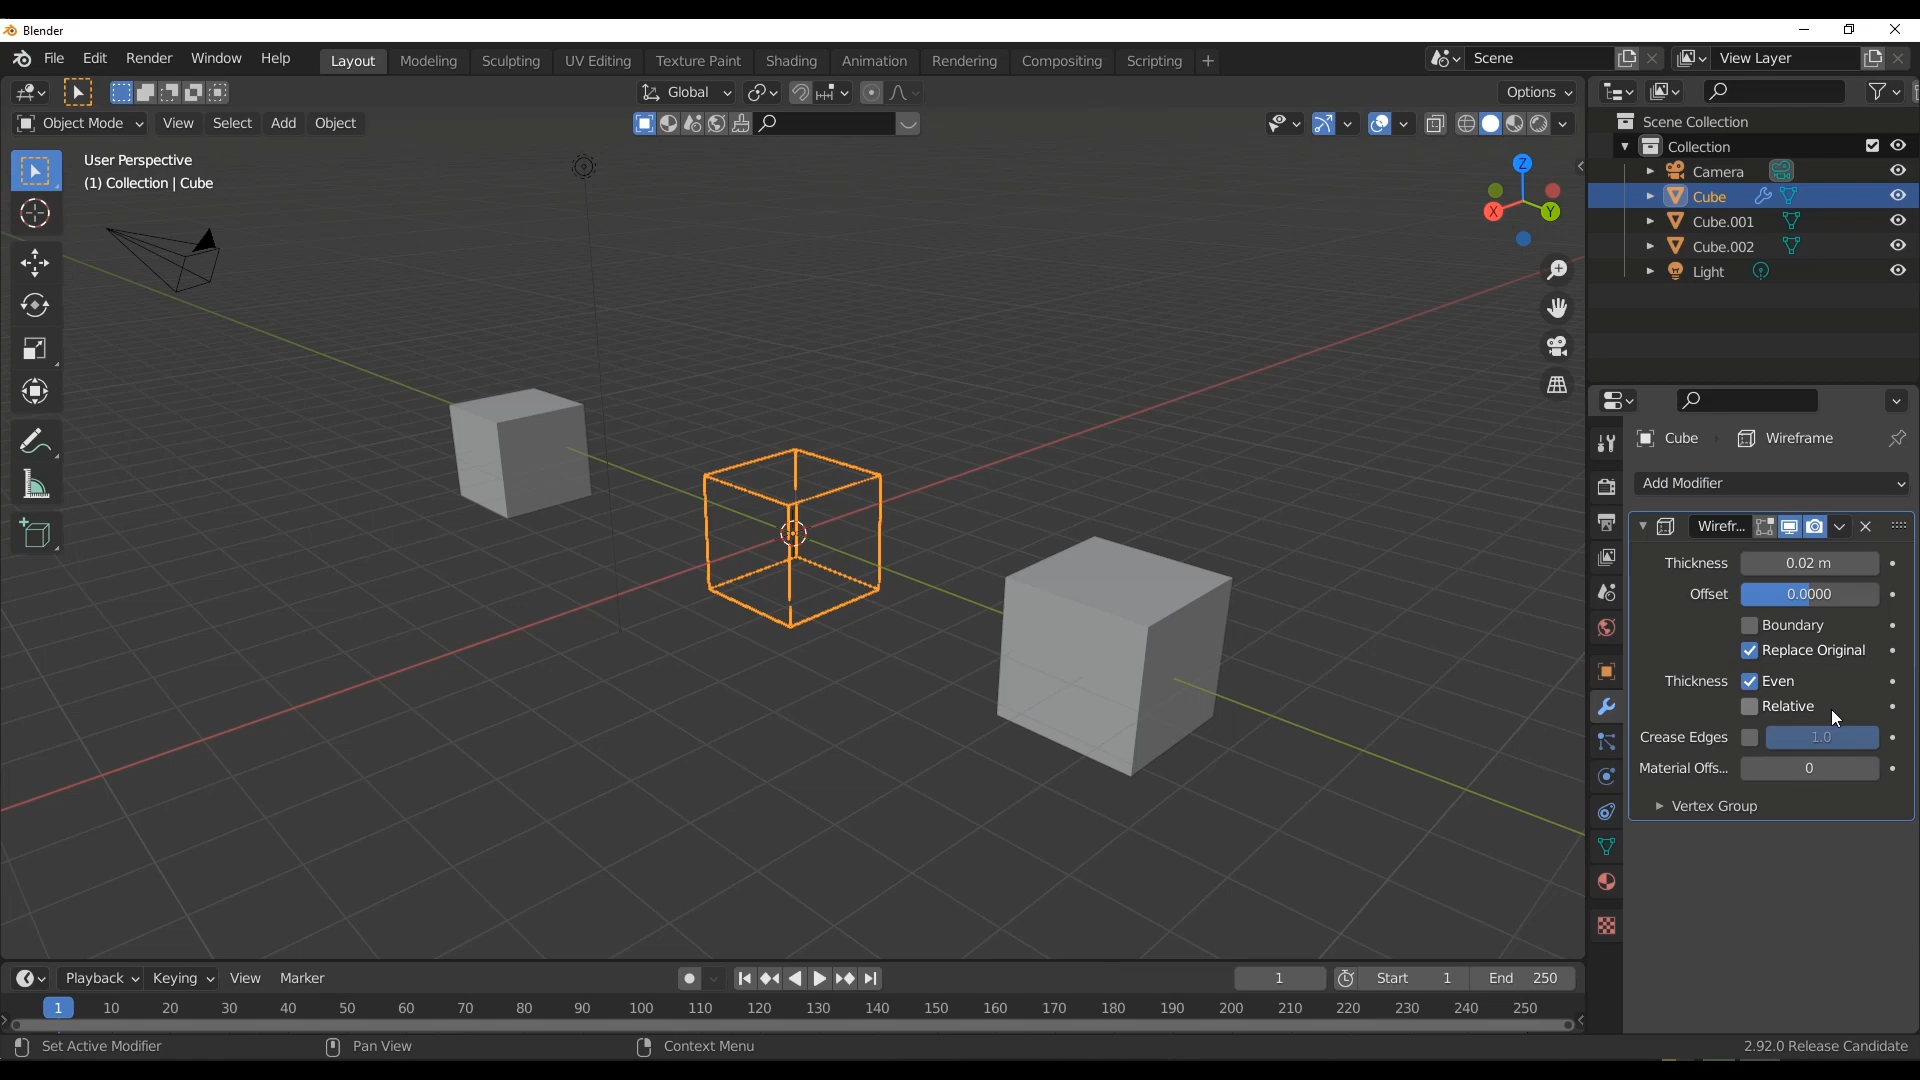 Blender
File Edit Render Window Help Layout Modeling Sculpting UV Editing Texture Paint Shading Animation Rendering Compositing Scripting + Scene View Layer
Global Options
Object Mode View Select Add Object
User Perspective
(1) Collection | Cube
Z
X
Y
Scene Collection
Collection
Camera
Cube
Cube.001
Cube.002
Light
Cube Wireframe
Add Modifier
Wirefr...
Thickness 0.02 m
Offset 0.0000
Boundary
Replace Original
Thickness Even
Relative
Crease Edges 1.0
Material Offs... 0
Vertex Group
Playback Keying View Marker 1 Start 1 End 250
1 10 20 30 40 50 60 70 80 90 100 110 120 130 140 150 160 170 180 190 200 210 220 230 240 250
Set Active Modifier Pan View Context Menu 2.92.0 Release Candidate